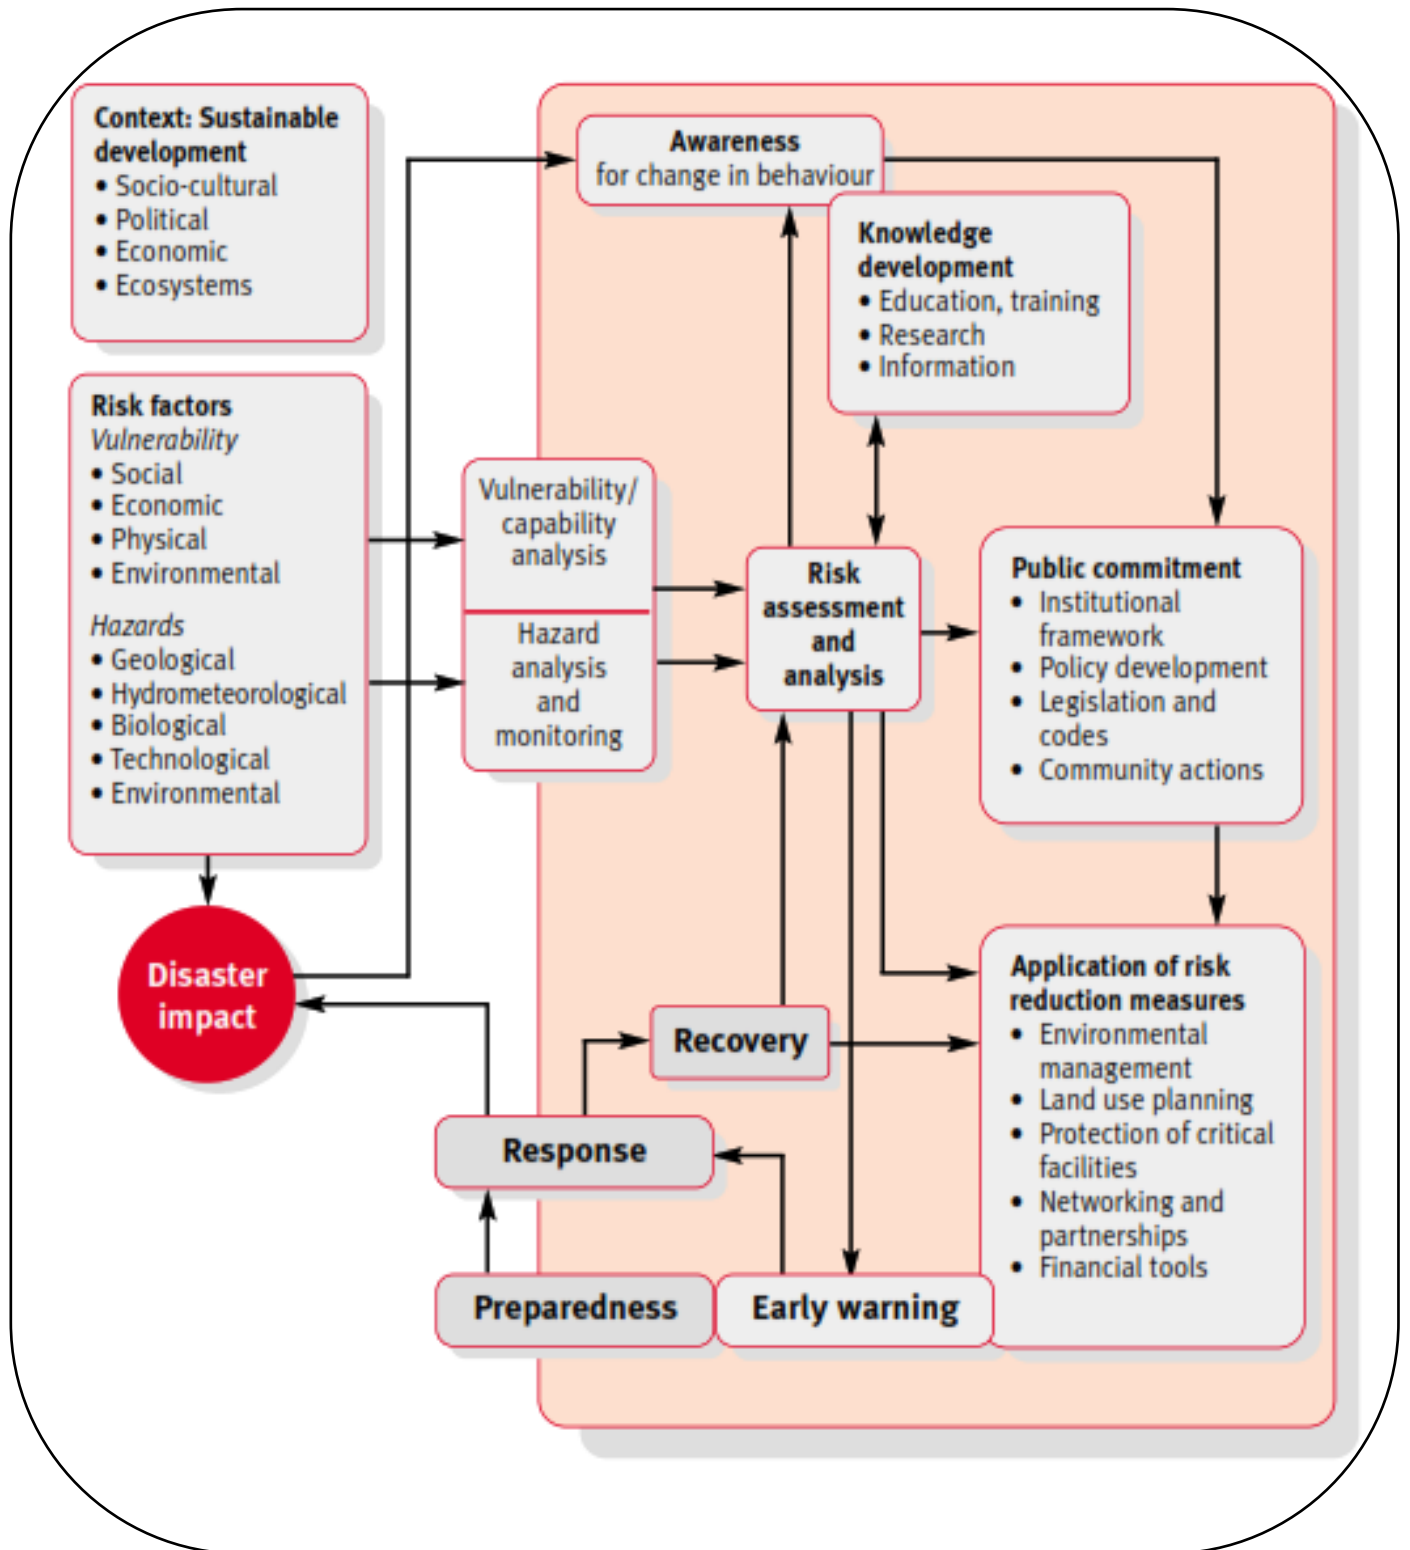 Context: Sustainable
development
• Socio-cultural
• Political
• Economic
• Ecosystems
Risk factors
Vulnerability
• Social
• Economic
• Physical
• Environmental
Hazards
• Geological
• Hydrometeorological
• Biological
• Technological
• Environmental
Disaster
impact
Awareness
for change in behaviour
Knowledge
development
• Education, training
• Research
• Information
Vulnerability/
capability
analysis
Hazard
analysis
and
monitoring
Risk
assessment
and
analysis
Public commitment
• Institutional
framework
• Policy development
• Legislation and
codes
• Community actions
Application of risk
reduction measures
• Environmental
management
• Land use planning
• Protection of critical
facilities
• Networking and
partnerships
• Financial tools
Recovery
Response
Preparedness
Early warning